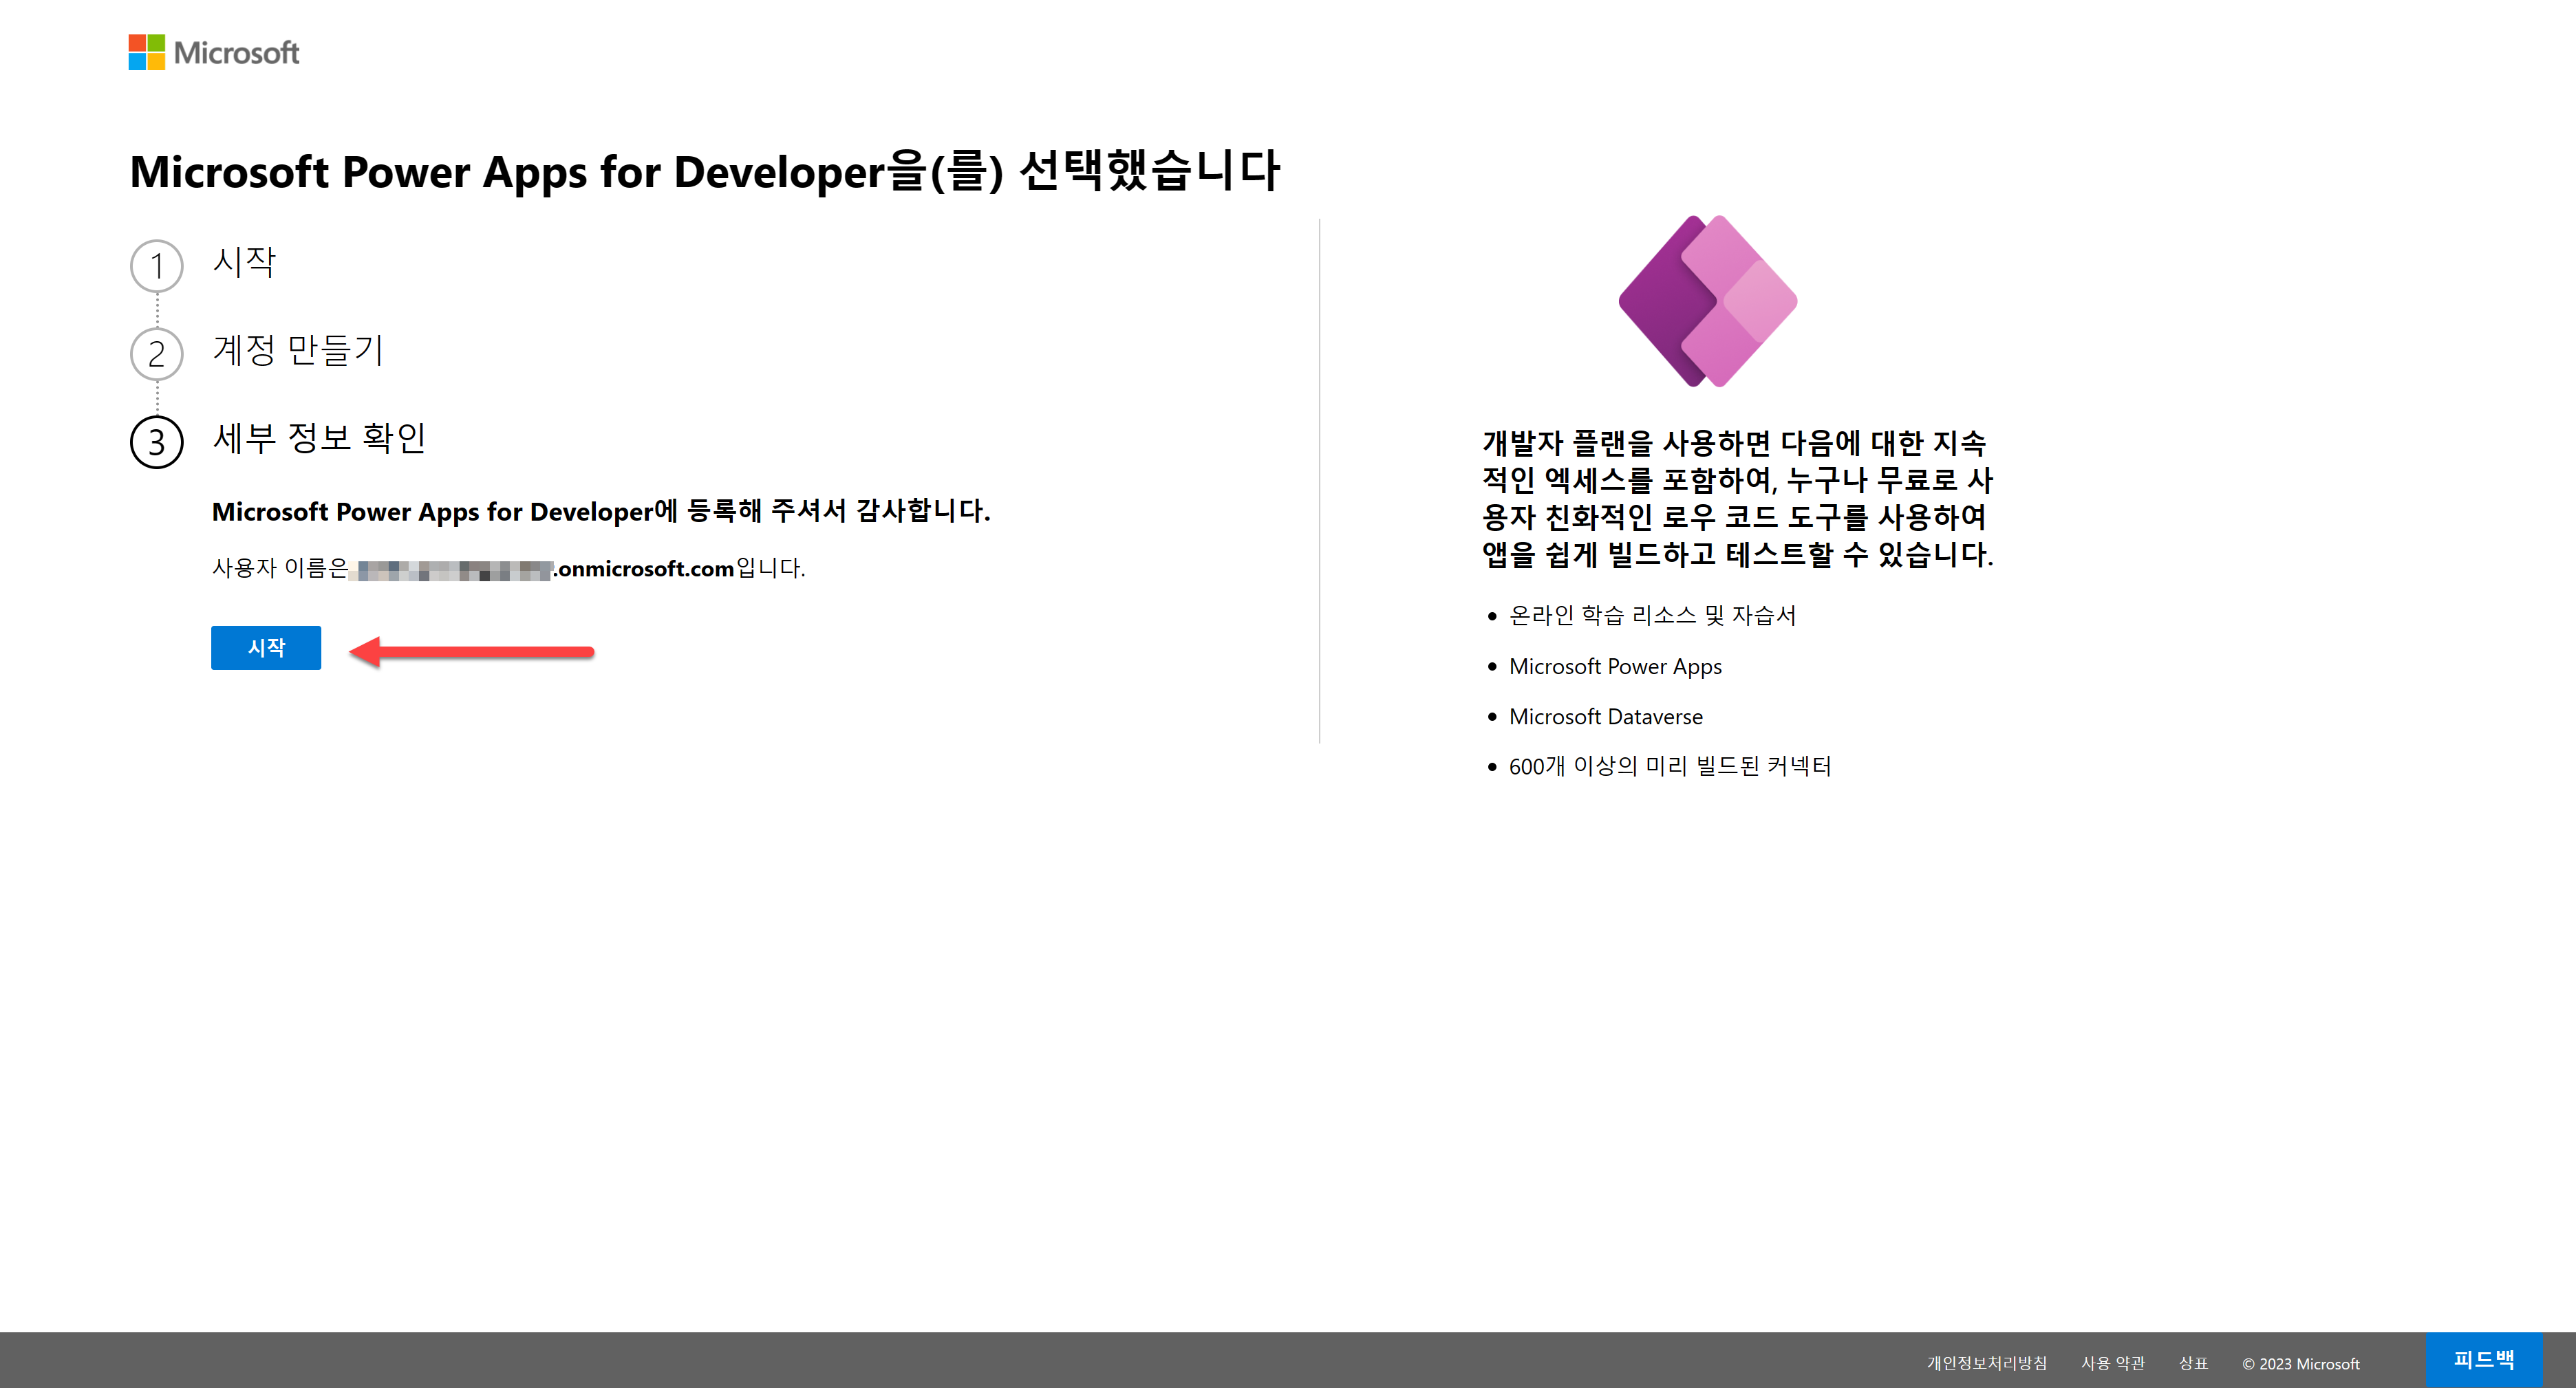 Microsoft
Microsoft Power Apps for Developer을(를) 선택했습니다
1 시작
2 계정 만들기
3 세부 정보 확인
Microsoft Power Apps for Developer에 등록해 주셔서 감사합니다.
사용자 이름은 .onmicrosoft.com입니다.
시작
개발자 플랜을 사용하면 다음에 대한 지속
적인 엑세스를 포함하여, 누구나 무료로 사
용자 친화적인 로우 코드 도구를 사용하여
앱을 쉽게 빌드하고 테스트할 수 있습니다.
• 온라인 학습 리소스 및 자습서
• Microsoft Power Apps
• Microsoft Dataverse
• 600개 이상의 미리 빌드된 커넥터
개인정보처리방침 사용 약관 상표 © 2023 Microsoft 피드백